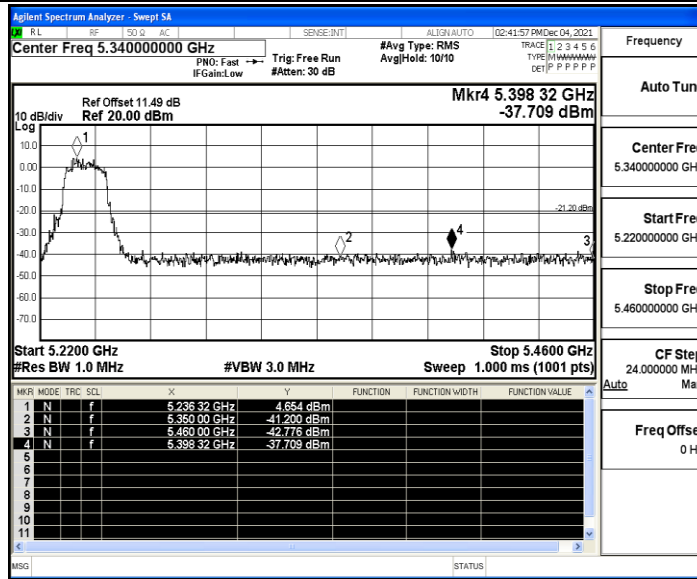 Agilent Spectrum Analyzer - Swept SA
RL RF 50 Ω AC SENSE:INT ALIGN AUTO 02:41:57 PM Dec 04, 2021
Center Freq 5.340000000 GHz
PNO: Fast
IFGain:Low
Trig: Free Run
#Atten: 30 dB
#Avg Type: RMS
Avg|Hold: 10/10
TRACE 1 2 3 4 5 6
TYPE M
DET P P P P P P
Frequency
Auto Tun
Center Fre
5.340000000 GH
Start Fre
5.220000000 GH
Stop Fre
5.460000000 GH
CF Ste
24.000000 MH
Auto Ma
Freq Offse
0 H
Mkr4 5.398 32 GHz
-37.709 dBm
Ref Offset 11.49 dB
10 dB/div Ref 20.00 dBm
Log
10.0
0.00
-10.0
-20.0
-30.0
-40.0
-50.0
-60.0
-70.0
1
2
4
3
-21.20 dBm
Start 5.2200 GHz Stop 5.4600 GHz
#Res BW 1.0 MHz #VBW 3.0 MHz Sweep 1.000 ms (1001 pts)
MKR MODE TRC SCL X Y FUNCTION FUNCTION WIDTH FUNCTION VALUE
1 N f 5.236 32 GHz 4.654 dBm
2 N f 5.350 00 GHz -41.200 dBm
3 N f 5.460 00 GHz -42.776 dBm
4 N f 5.398 32 GHz -37.709 dBm
5
6
7
8
9
10
11
MSG STATUS